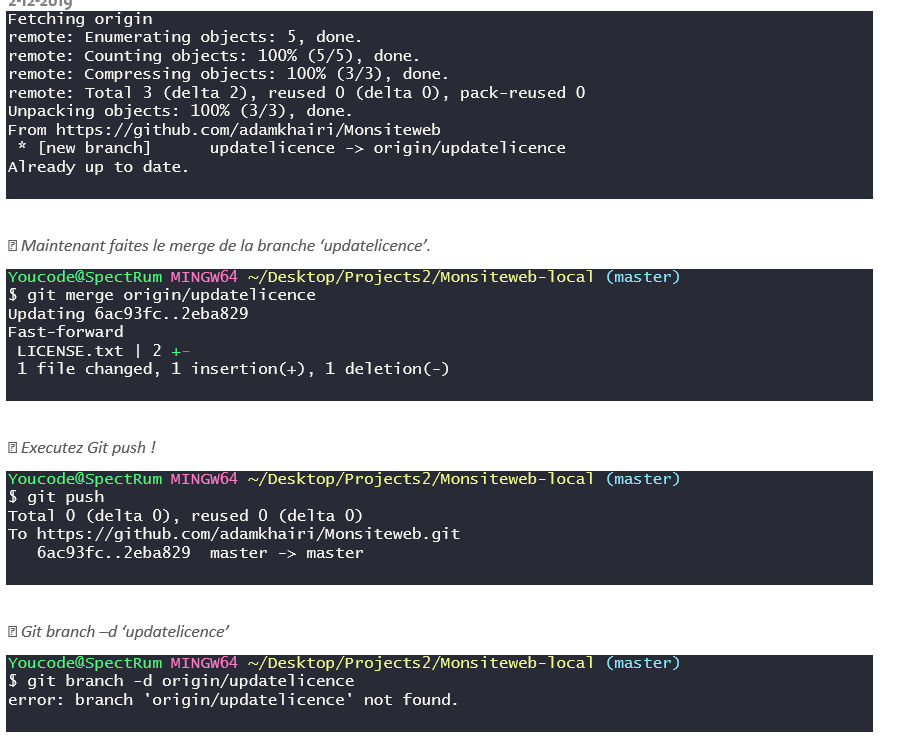 2-12-2019
Fetching origin
remote: Enumerating objects: 5, done.
remote: Counting objects: 100% (5/5), done.
remote: Compressing objects: 100% (3/3), done.
remote: Total 3 (delta 2), reused 0 (delta 0), pack-reused 0
Unpacking objects: 100% (3/3), done.
From https://github.com/adamkhairi/Monsiteweb
 * [new branch]      updatelicence -> origin/updatelicence
Already up to date.
Maintenant faites le merge de la branche ‘updatelicence’.
Youcode@SpectRum MINGW64 ~/Desktop/Projects2/Monsiteweb-local (master)
$ git merge origin/updatelicence
Updating 6ac93fc..2eba829
Fast-forward
 LICENSE.txt | 2 +-
 1 file changed, 1 insertion(+), 1 deletion(-)
Executez Git push !
Youcode@SpectRum MINGW64 ~/Desktop/Projects2/Monsiteweb-local (master)
$ git push
Total 0 (delta 0), reused 0 (delta 0)
To https://github.com/adamkhairi/Monsiteweb.git
   6ac93fc..2eba829  master -> master
Git branch –d ‘updatelicence’
Youcode@SpectRum MINGW64 ~/Desktop/Projects2/Monsiteweb-local (master)
$ git branch -d origin/updatelicence
error: branch 'origin/updatelicence' not found.